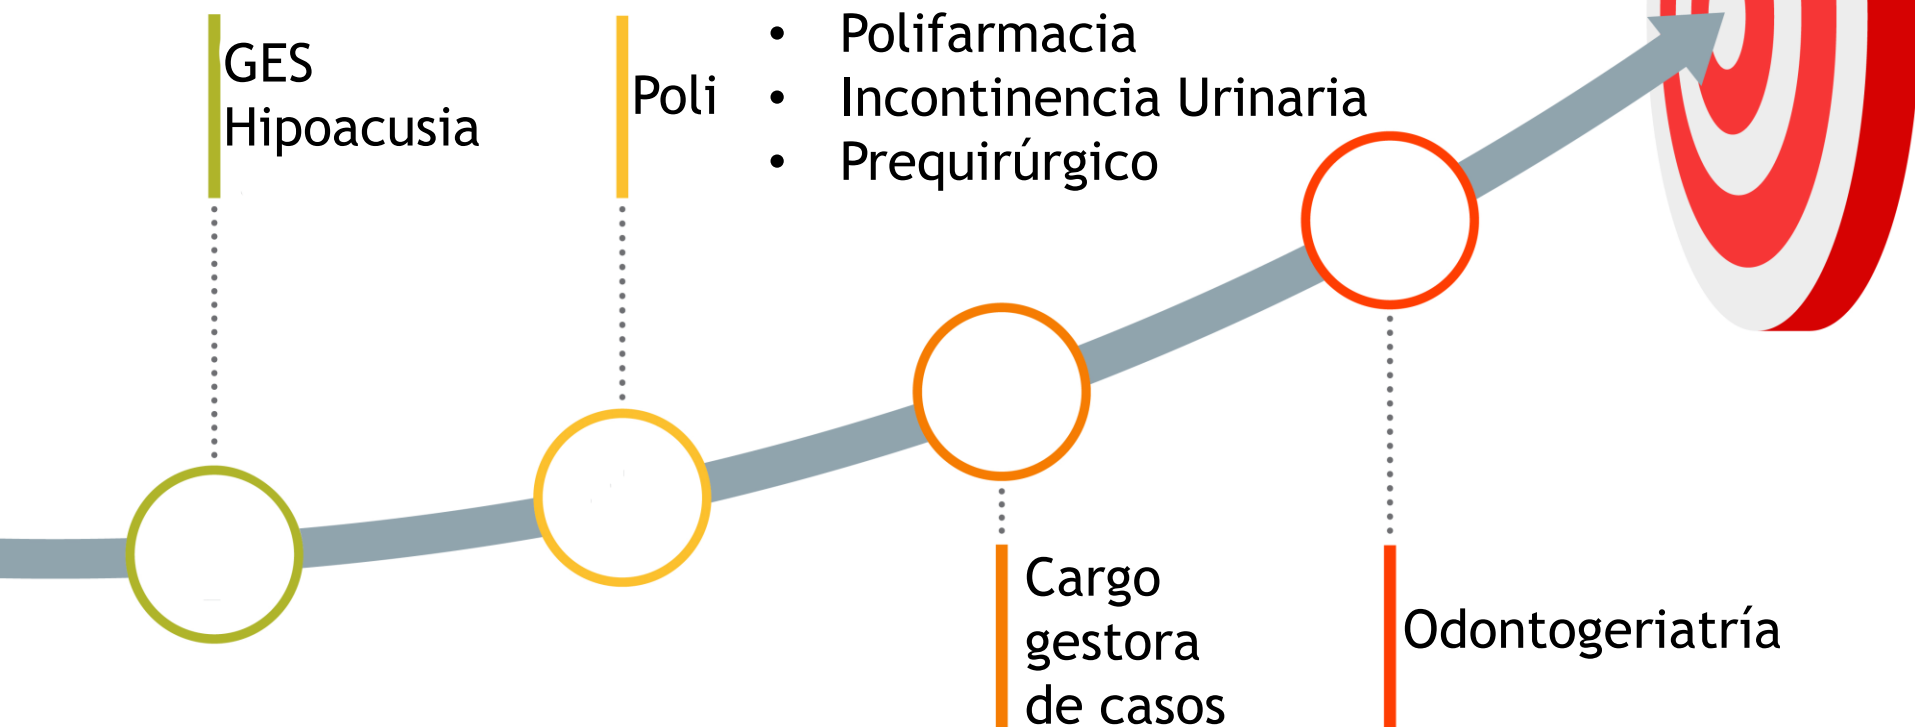 GES
Hipoacusia
Poli
• Polifarmacia
• Incontinencia Urinaria
• Prequirúrgico
Cargo
gestora
de casos
Odontogeriatría